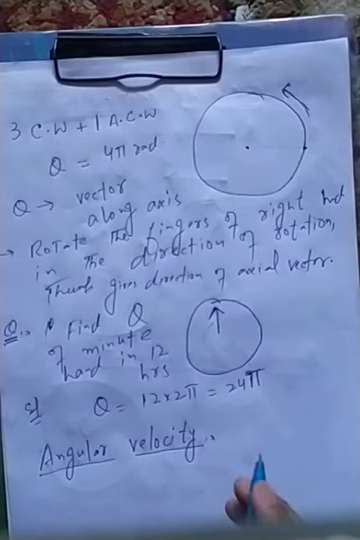 3 C.W + 1 A.C.W
Q = 4π rad
Q → vector
along axis
→ Rotate the fingers of right hnd
in the direction of rotation,
Thumb gives direction of axial vector.
Q:. Find Q
of minute
hand in 12
hrs
Q = 12 x 2π = 24π
Angular velocity:.